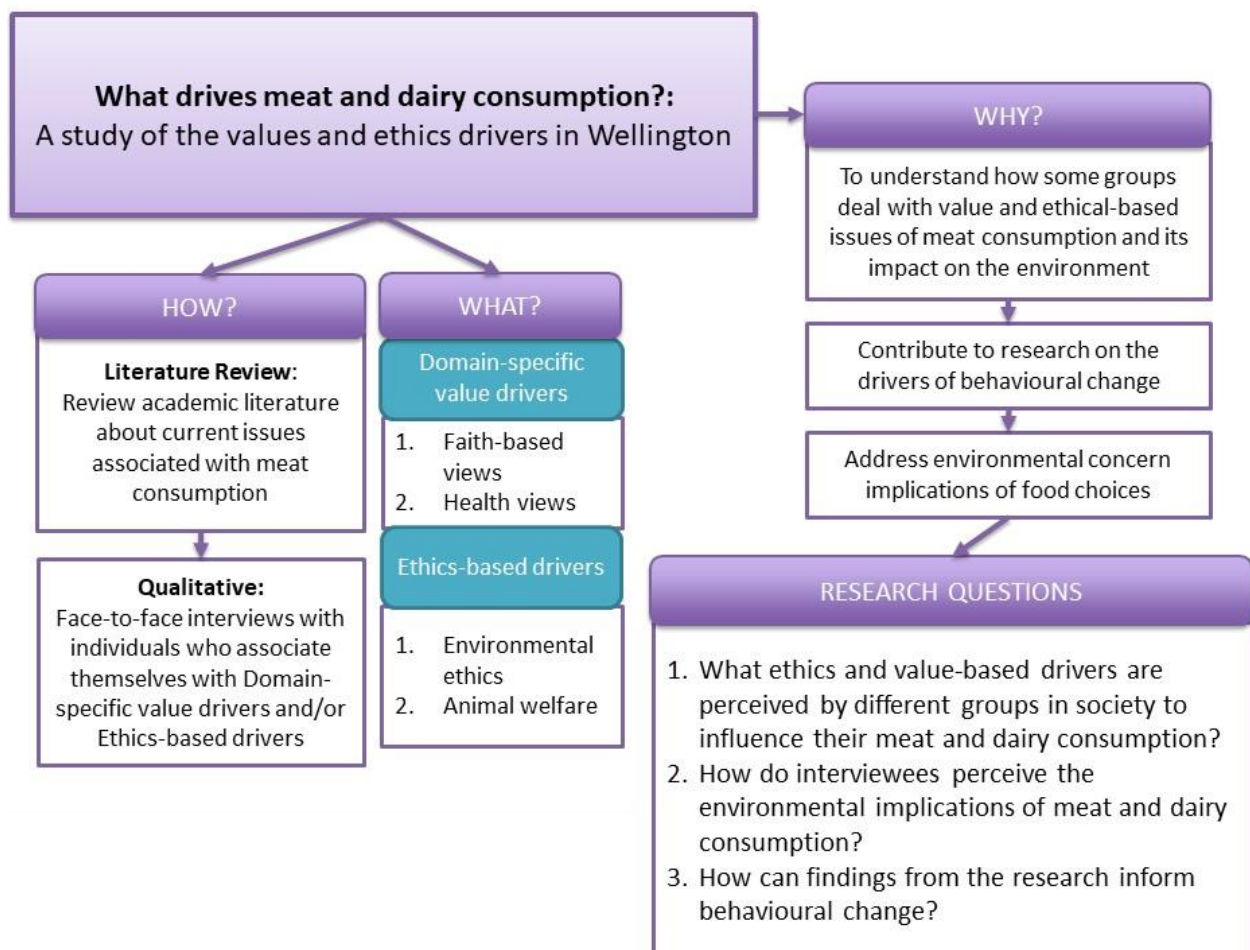 What drives meat and dairy consumption?:
A study of the values and ethics drivers in Wellington
HOW?
Literature Review:
Review academic literature
about current issues
associated with meat
consumption
Qualitative:
Face-to-face interviews with
individuals who associate
themselves with Domain-
specific value drivers and/or
Ethics-based drivers
WHAT?
Domain-specific
value drivers
1. Faith-based
views
2. Health views
Ethics-based drivers
1. Environmental
ethics
2. Animal welfare
WHY?
To understand how some groups
deal with value and ethical-based
issues of meat consumption and its
impact on the environment
Contribute to research on the
drivers of behavioural change
Address environmental concern
implications of food choices
RESEARCH QUESTIONS
1. What ethics and value-based drivers are
perceived by different groups in society to
influence their meat and dairy consumption?
2. How do interviewees perceive the
environmental implications of meat and dairy
consumption?
3. How can findings from the research inform
behavioural change?